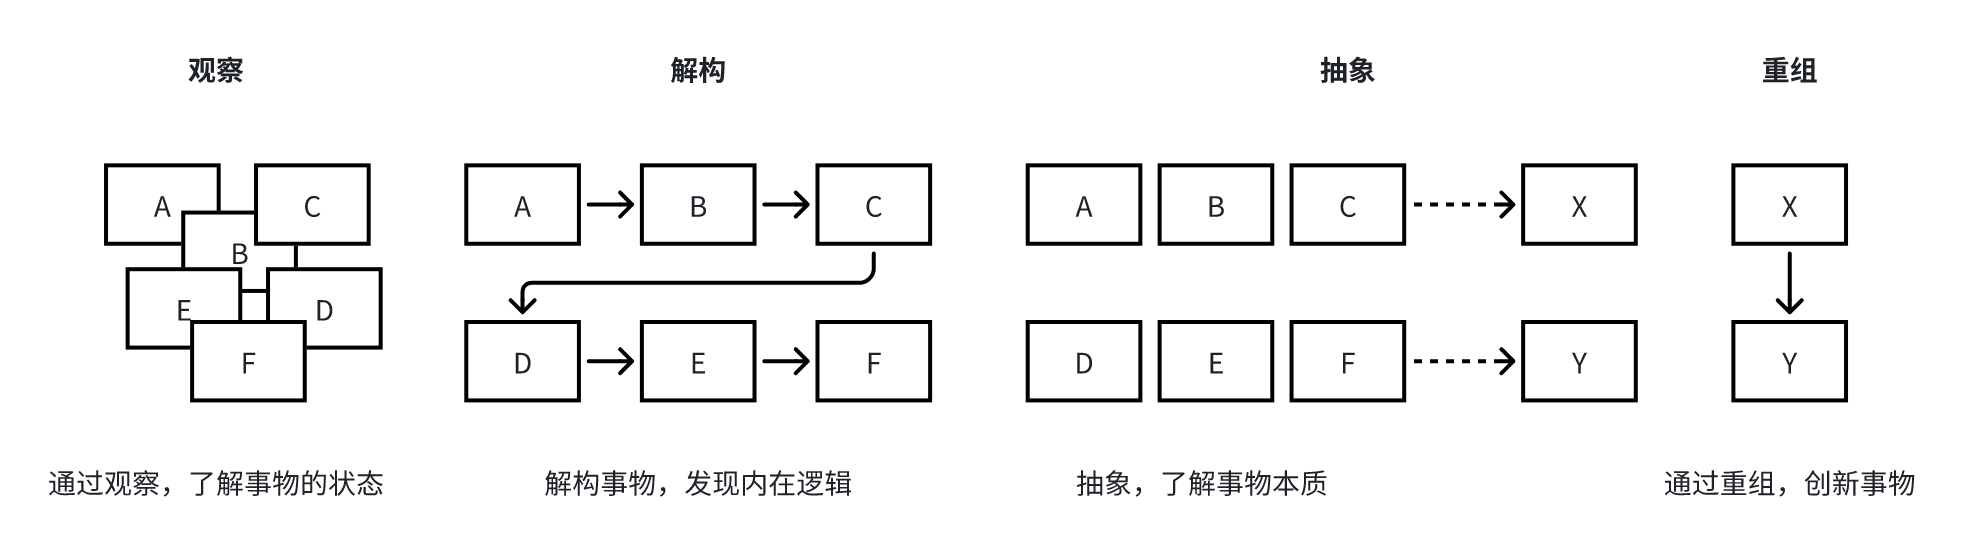 观察
解构
抽象
重组
A
C
B
E
D
F
A
B
C
D
E
F
A
B
C
X
D
E
F
Y
X
Y
通过观察，了解事物的状态
解构事物，发现内在逻辑
抽象，了解事物本质
通过重组，创新事物